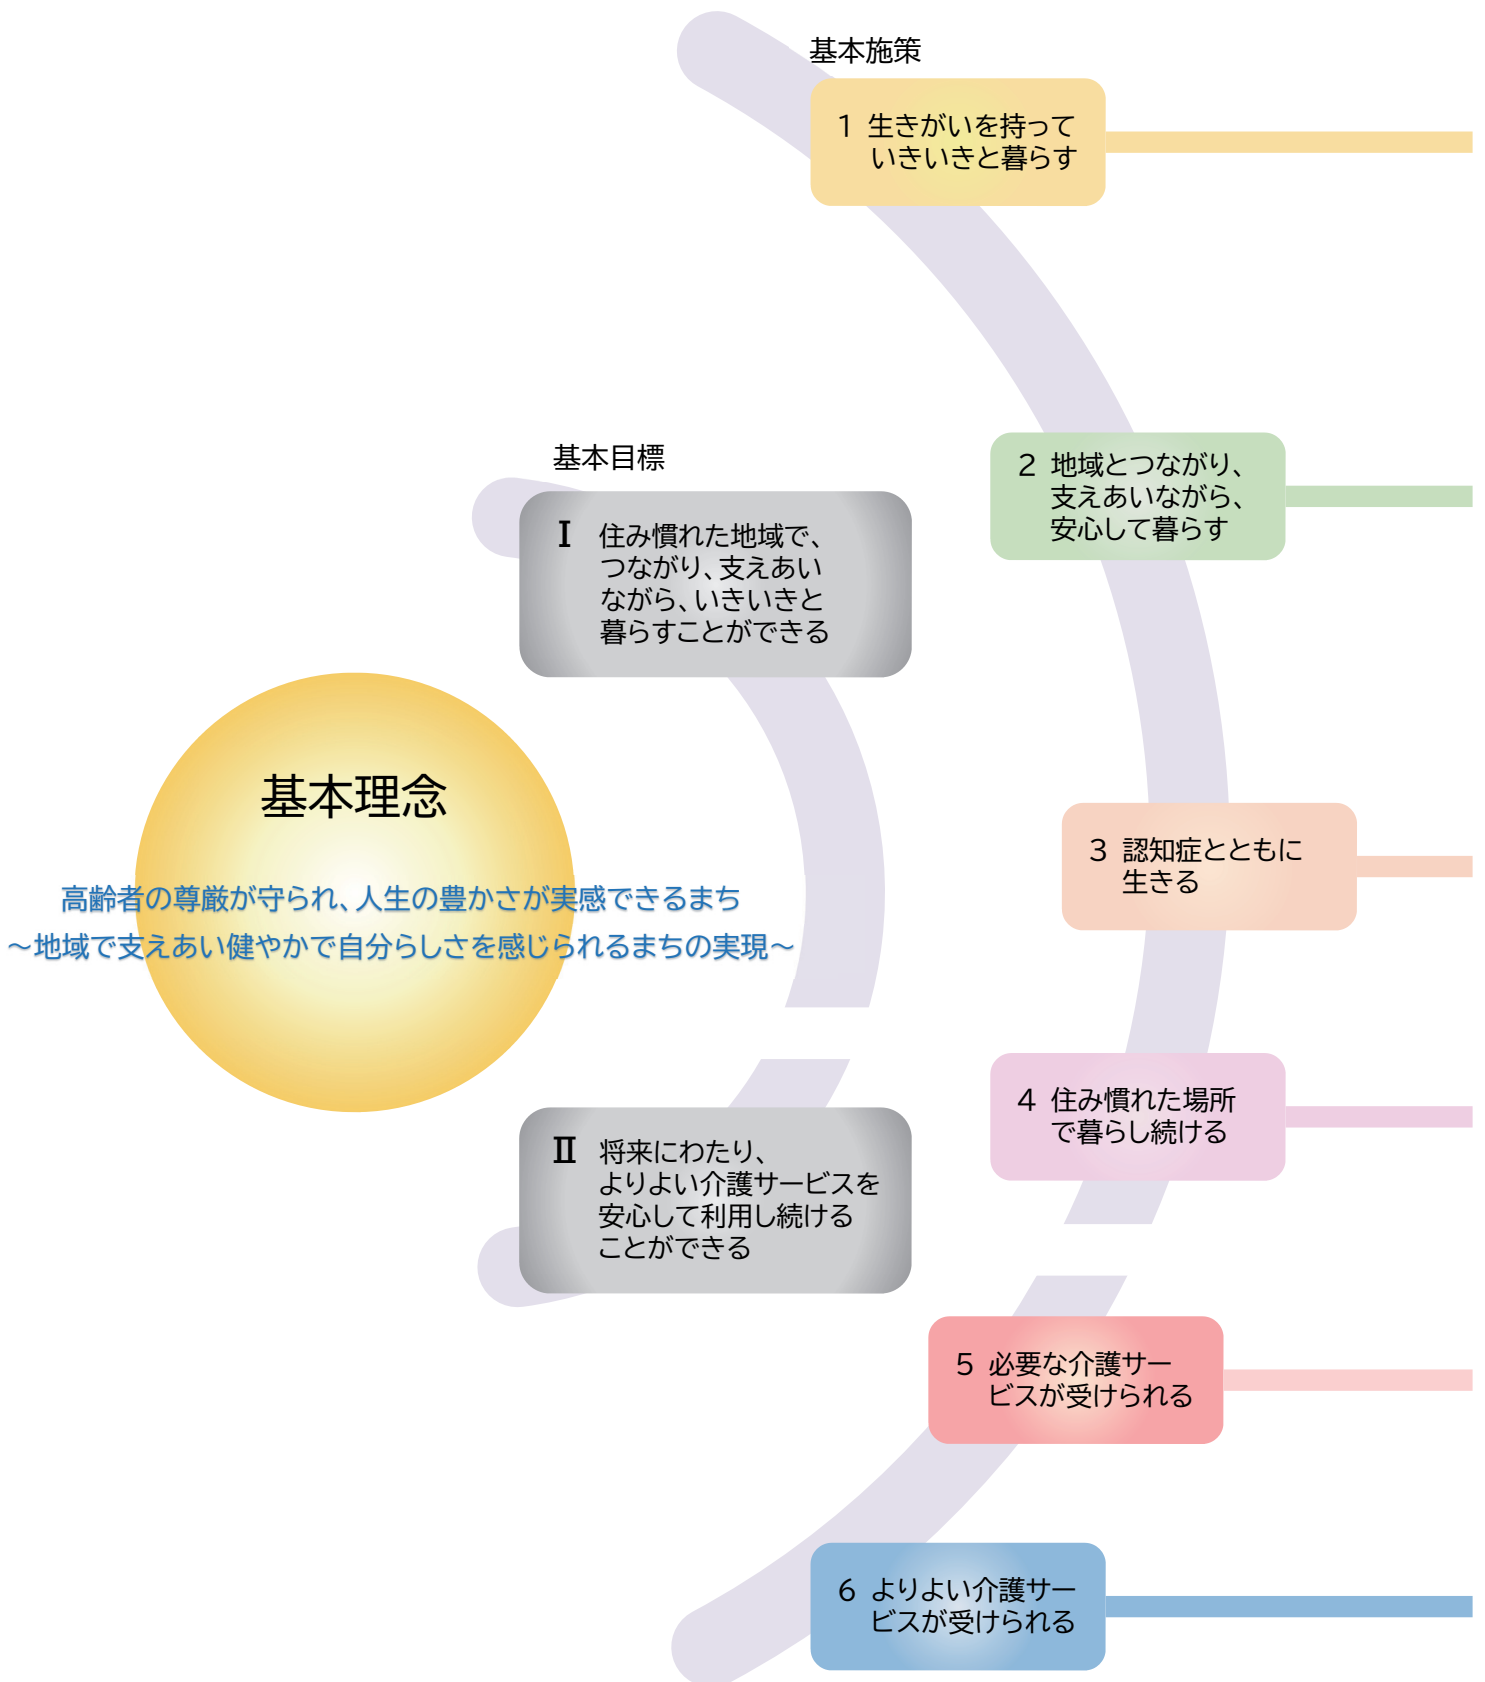 基本理念
高齢者の尊厳が守られ、人生の豊かさが実感できるまち
～地域で支えあい健やかで自分らしさを感じられるまちの実現～
基本目標
Ⅰ 住み慣れた地域で、
つながり、支えあい
ながら、いきいきと
暮らすことができる
Ⅱ 将来にわたり、
よりよい介護サービスを
安心して利用し続ける
ことができる
基本施策
1 生きがいを持って
いきいきと暮らす
2 地域とつながり、
支えあいながら、
安心して暮らす
3 認知症とともに
生きる
4 住み慣れた場所
で暮らし続ける
5 必要な介護サー
ビスが受けられる
6 よりよい介護サー
ビスが受けられる